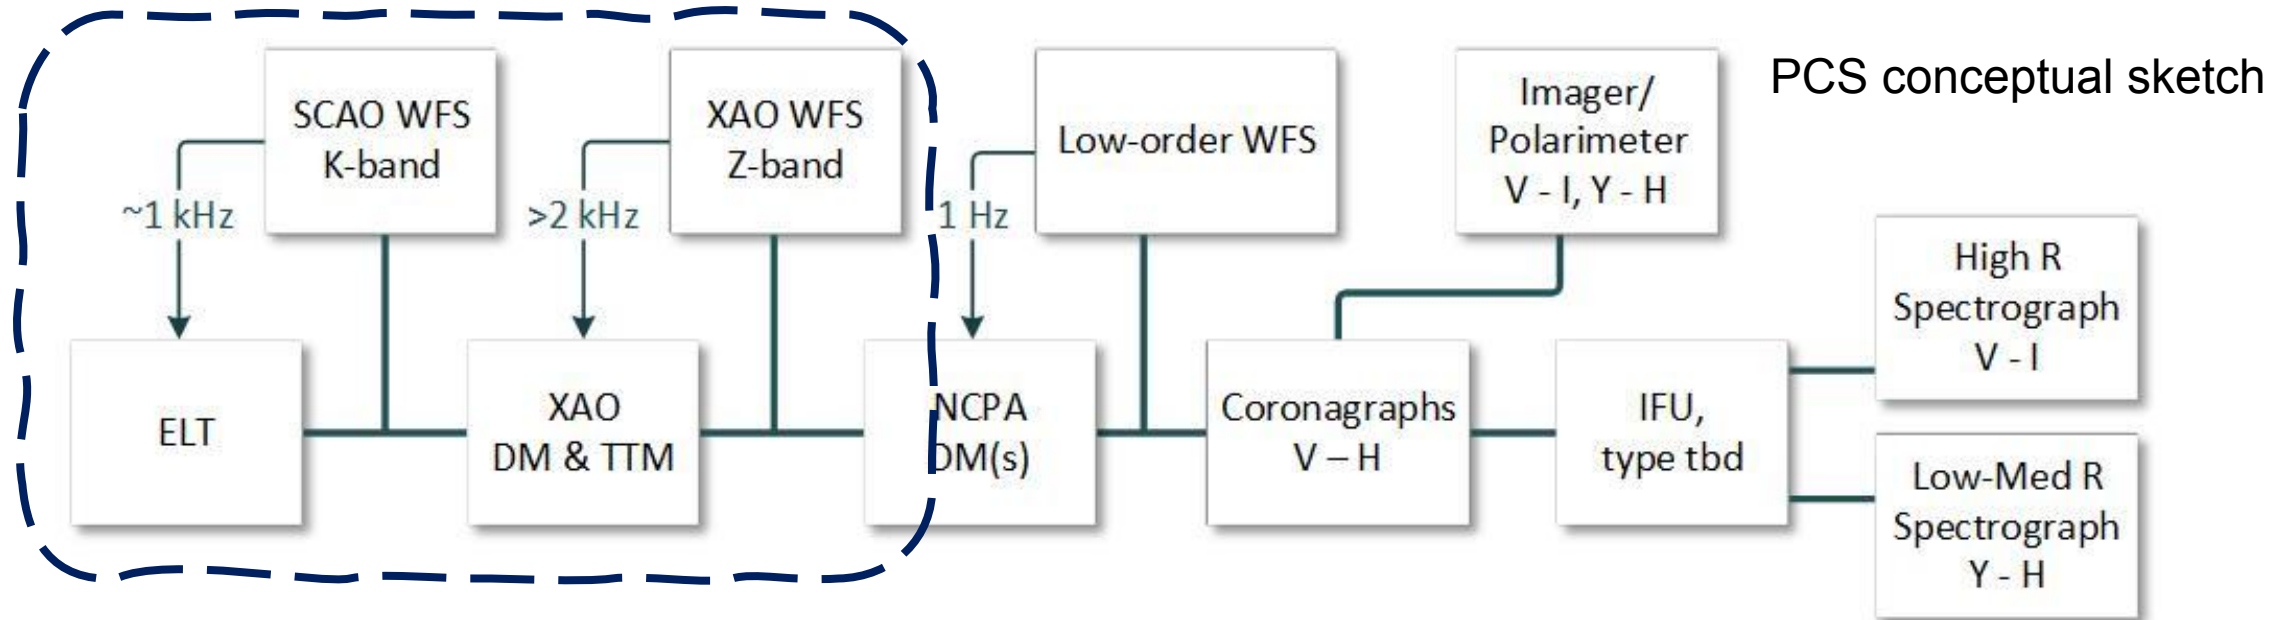 PCS conceptual sketch
SCAO WFS
K-band
XAO WFS
Z-band
Low-order WFS
Imager/
Polarimeter
V - I, Y - H
~1 kHz
>2 kHz
1 Hz
ELT
XAO
DM & TTM
NCPA
DM(s)
Coronagraphs
V – H
IFU,
type tbd
High R
Spectrograph
V - I
Low-Med R
Spectrograph
Y - H